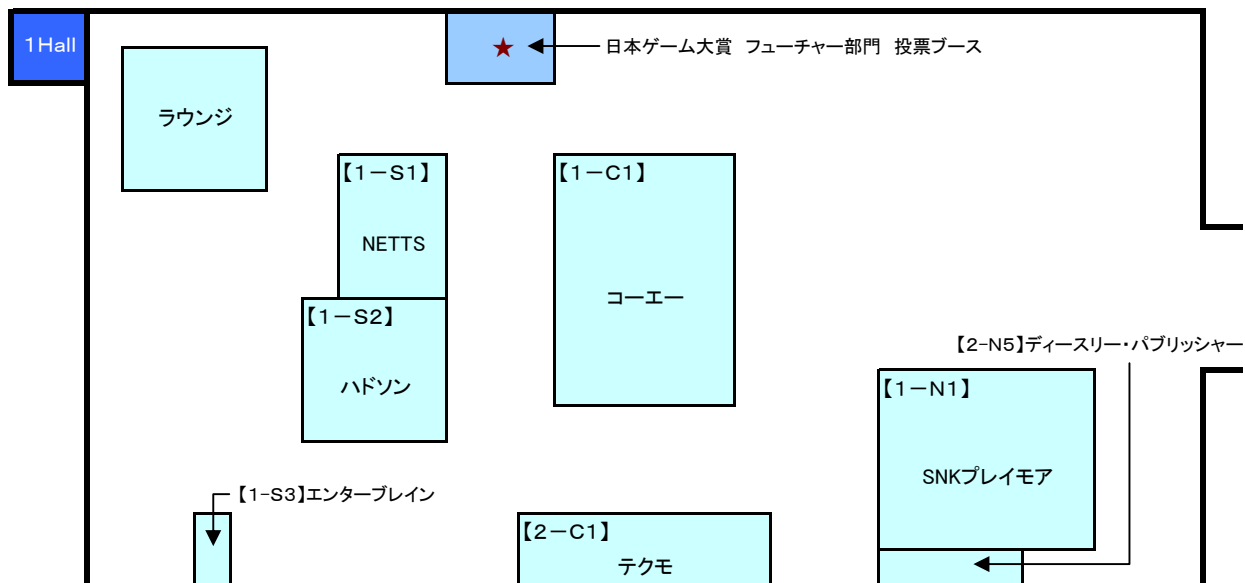 1Hall
★
日本ゲーム大賞 フューチャー部門 投票ブース
ラウンジ
【1-S1】
NETTS
【1-C1】
コーエー
【1-S2】
ハドソン
【2-N5】ディースリー・パブリッシャー
【1-N1】
SNKプレイモア
【1-S3】エンターブレイン
【2-C1】
テクモ